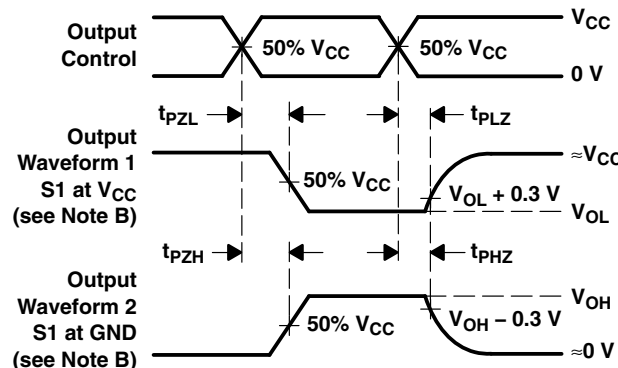 Output
Control
50% VCC
50% VCC
VCC
0 V
tPZL
tPLZ
Output
Waveform 1
S1 at VCC
(see Note B)
50% VCC
≈VCC
VOL + 0.3 V
VOL
tPZH
tPHZ
Output
Waveform 2
S1 at GND
(see Note B)
50% VCC
VOH
VOH − 0.3 V
≈0 V